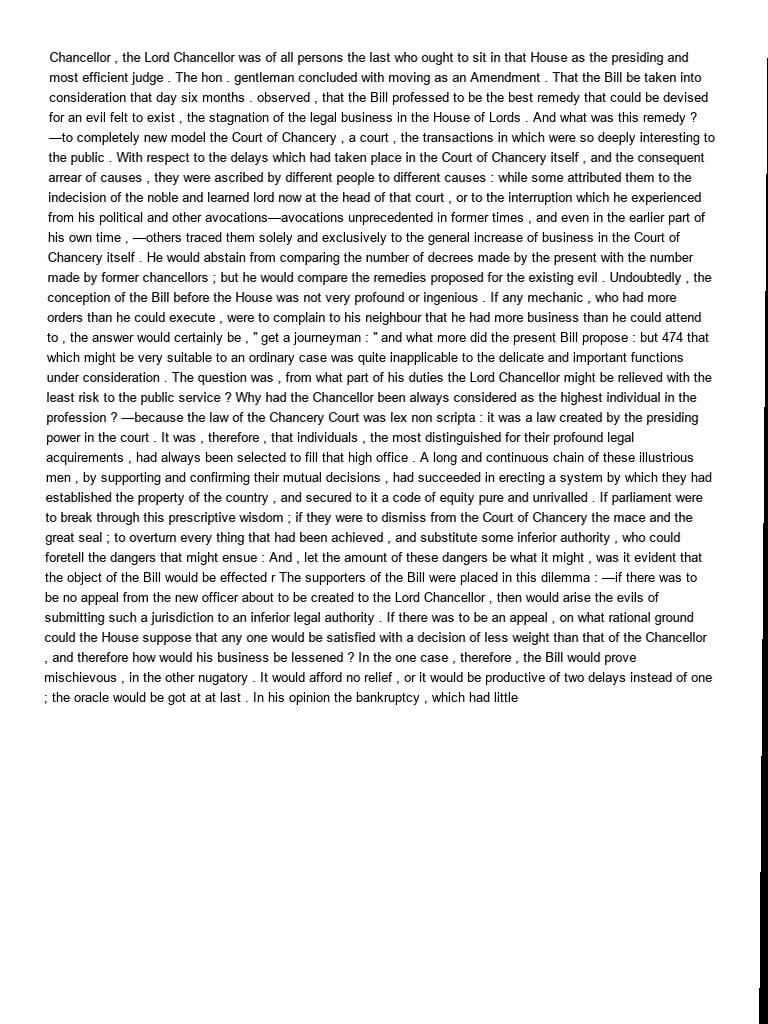 Chancellor , the Lord Chancellor was of all persons the last who ought to sit in that House as the presiding and
most efficient judge . The hon . gentleman concluded with moving as an Amendment . That the Bill be taken into
consideration that day six months . observed , that the Bill professed to be the best remedy that could be devised
for an evil felt to exist , the stagnation of the legal business in the House of Lords . And what was this remedy ?
—to completely new model the Court of Chancery , a court , the transactions in which were so deeply interesting to
the public . With respect to the delays which had taken place in the Court of Chancery itself , and the consequent
arrear of causes , they were ascribed by different people to different causes : while some attributed them to the
indecision of the noble and learned lord now at the head of that court , or to the interruption which he experienced
from his political and other avocations—avocations unprecedented in former times , and even in the earlier part of
his own time , —others traced them solely and exclusively to the general increase of business in the Court of
Chancery itself . He would abstain from comparing the number of decrees made by the present with the number
made by former chancellors ; but he would compare the remedies proposed for the existing evil . Undoubtedly , the
conception of the Bill before the House was not very profound or ingenious . If any mechanic , who had more
orders than he could execute , were to complain to his neighbour that he had more business than he could attend
to , the answer would certainly be , " get a journeyman : " and what more did the present Bill propose : but 474 that
which might be very suitable to an ordinary case was quite inapplicable to the delicate and important functions
under consideration . The question was , from what part of his duties the Lord Chancellor might be relieved with the
least risk to the public service ? Why had the Chancellor been always considered as the highest individual in the
profession ? —because the law of the Chancery Court was lex non scripta : it was a law created by the presiding
power in the court . It was , therefore , that individuals , the most distinguished for their profound legal
acquirements , had always been selected to fill that high office . A long and continuous chain of these illustrious
men , by supporting and confirming their mutual decisions , had succeeded in erecting a system by which they had
established the property of the country , and secured to it a code of equity pure and unrivalled . If parliament were
to break through this prescriptive wisdom ; if they were to dismiss from the Court of Chancery the mace and the
great seal ; to overturn every thing that had been achieved , and substitute some inferior authority , who could
foretell the dangers that might ensue : And , let the amount of these dangers be what it might , was it evident that
the object of the Bill would be effected r The supporters of the Bill were placed in this dilemma : —if there was to
be no appeal from the new officer about to be created to the Lord Chancellor , then would arise the evils of
submitting such a jurisdiction to an inferior legal authority . If there was to be an appeal , on what rational ground
could the House suppose that any one would be satisfied with a decision of less weight than that of the Chancellor
, and therefore how would his business be lessened ? In the one case , therefore , the Bill would prove
mischievous , in the other nugatory . It would afford no relief , or it would be productive of two delays instead of one
; the oracle would be got at at last . In his opinion the bankruptcy , which had little